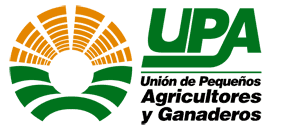 UPA
Unión de Pequeños
Agricultores
y Ganaderos